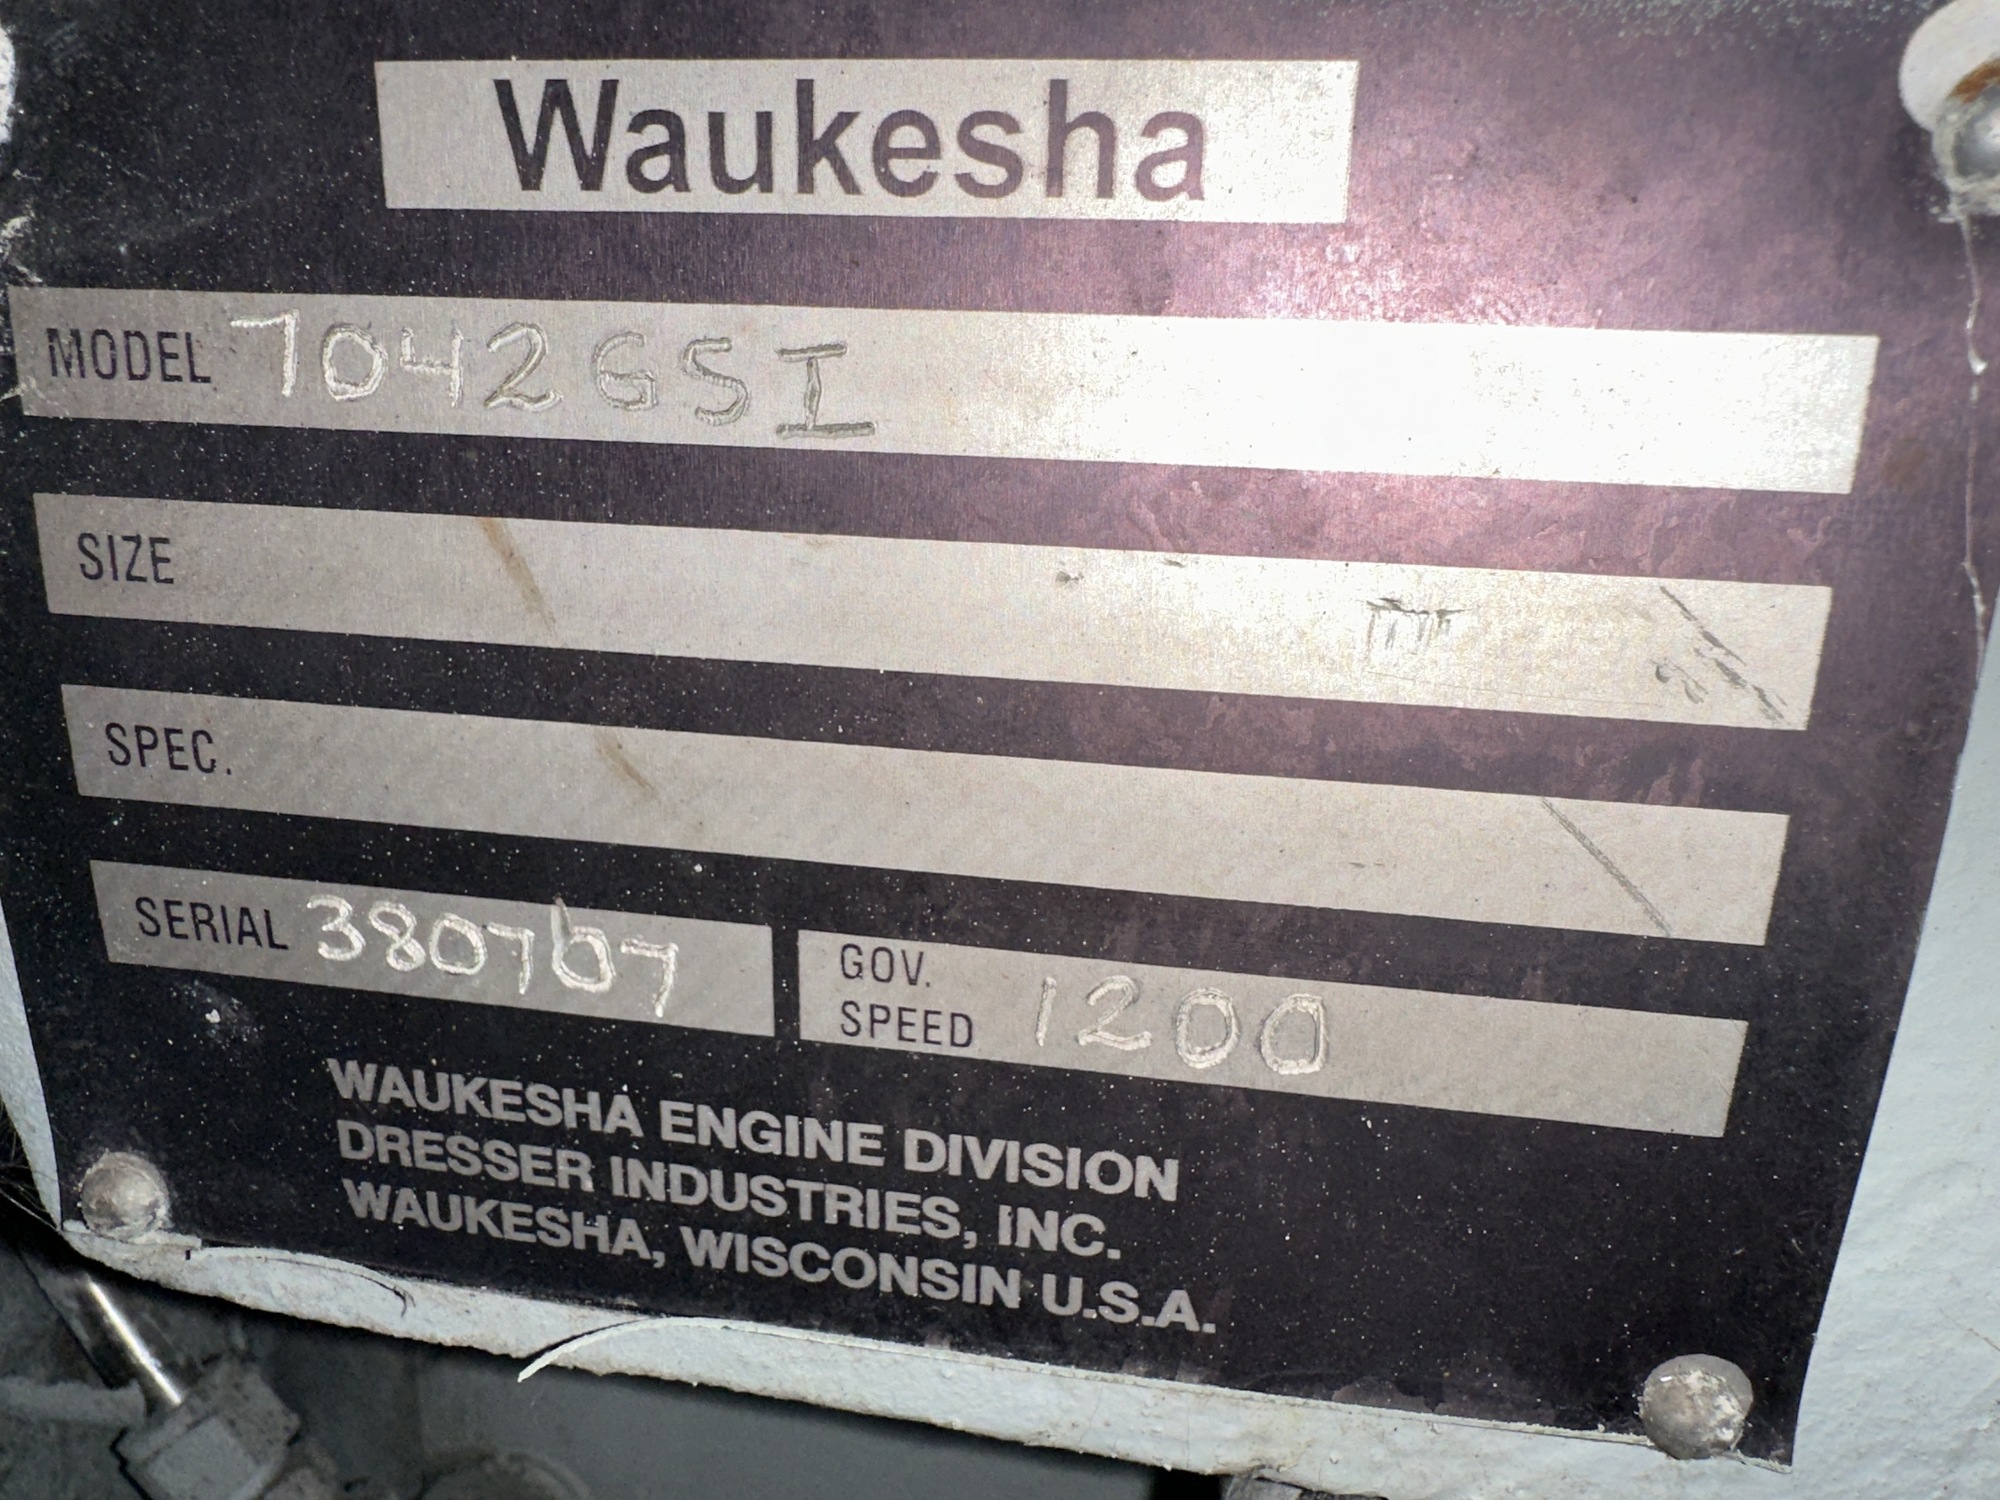 Waukesha
MODEL 7042GSI
SIZE
SPEC.
SERIAL 380767
GOV. SPEED 1200
WAUKESHA ENGINE DIVISION
DRESSER INDUSTRIES, INC.
WAUKESHA, WISCONSIN U.S.A.